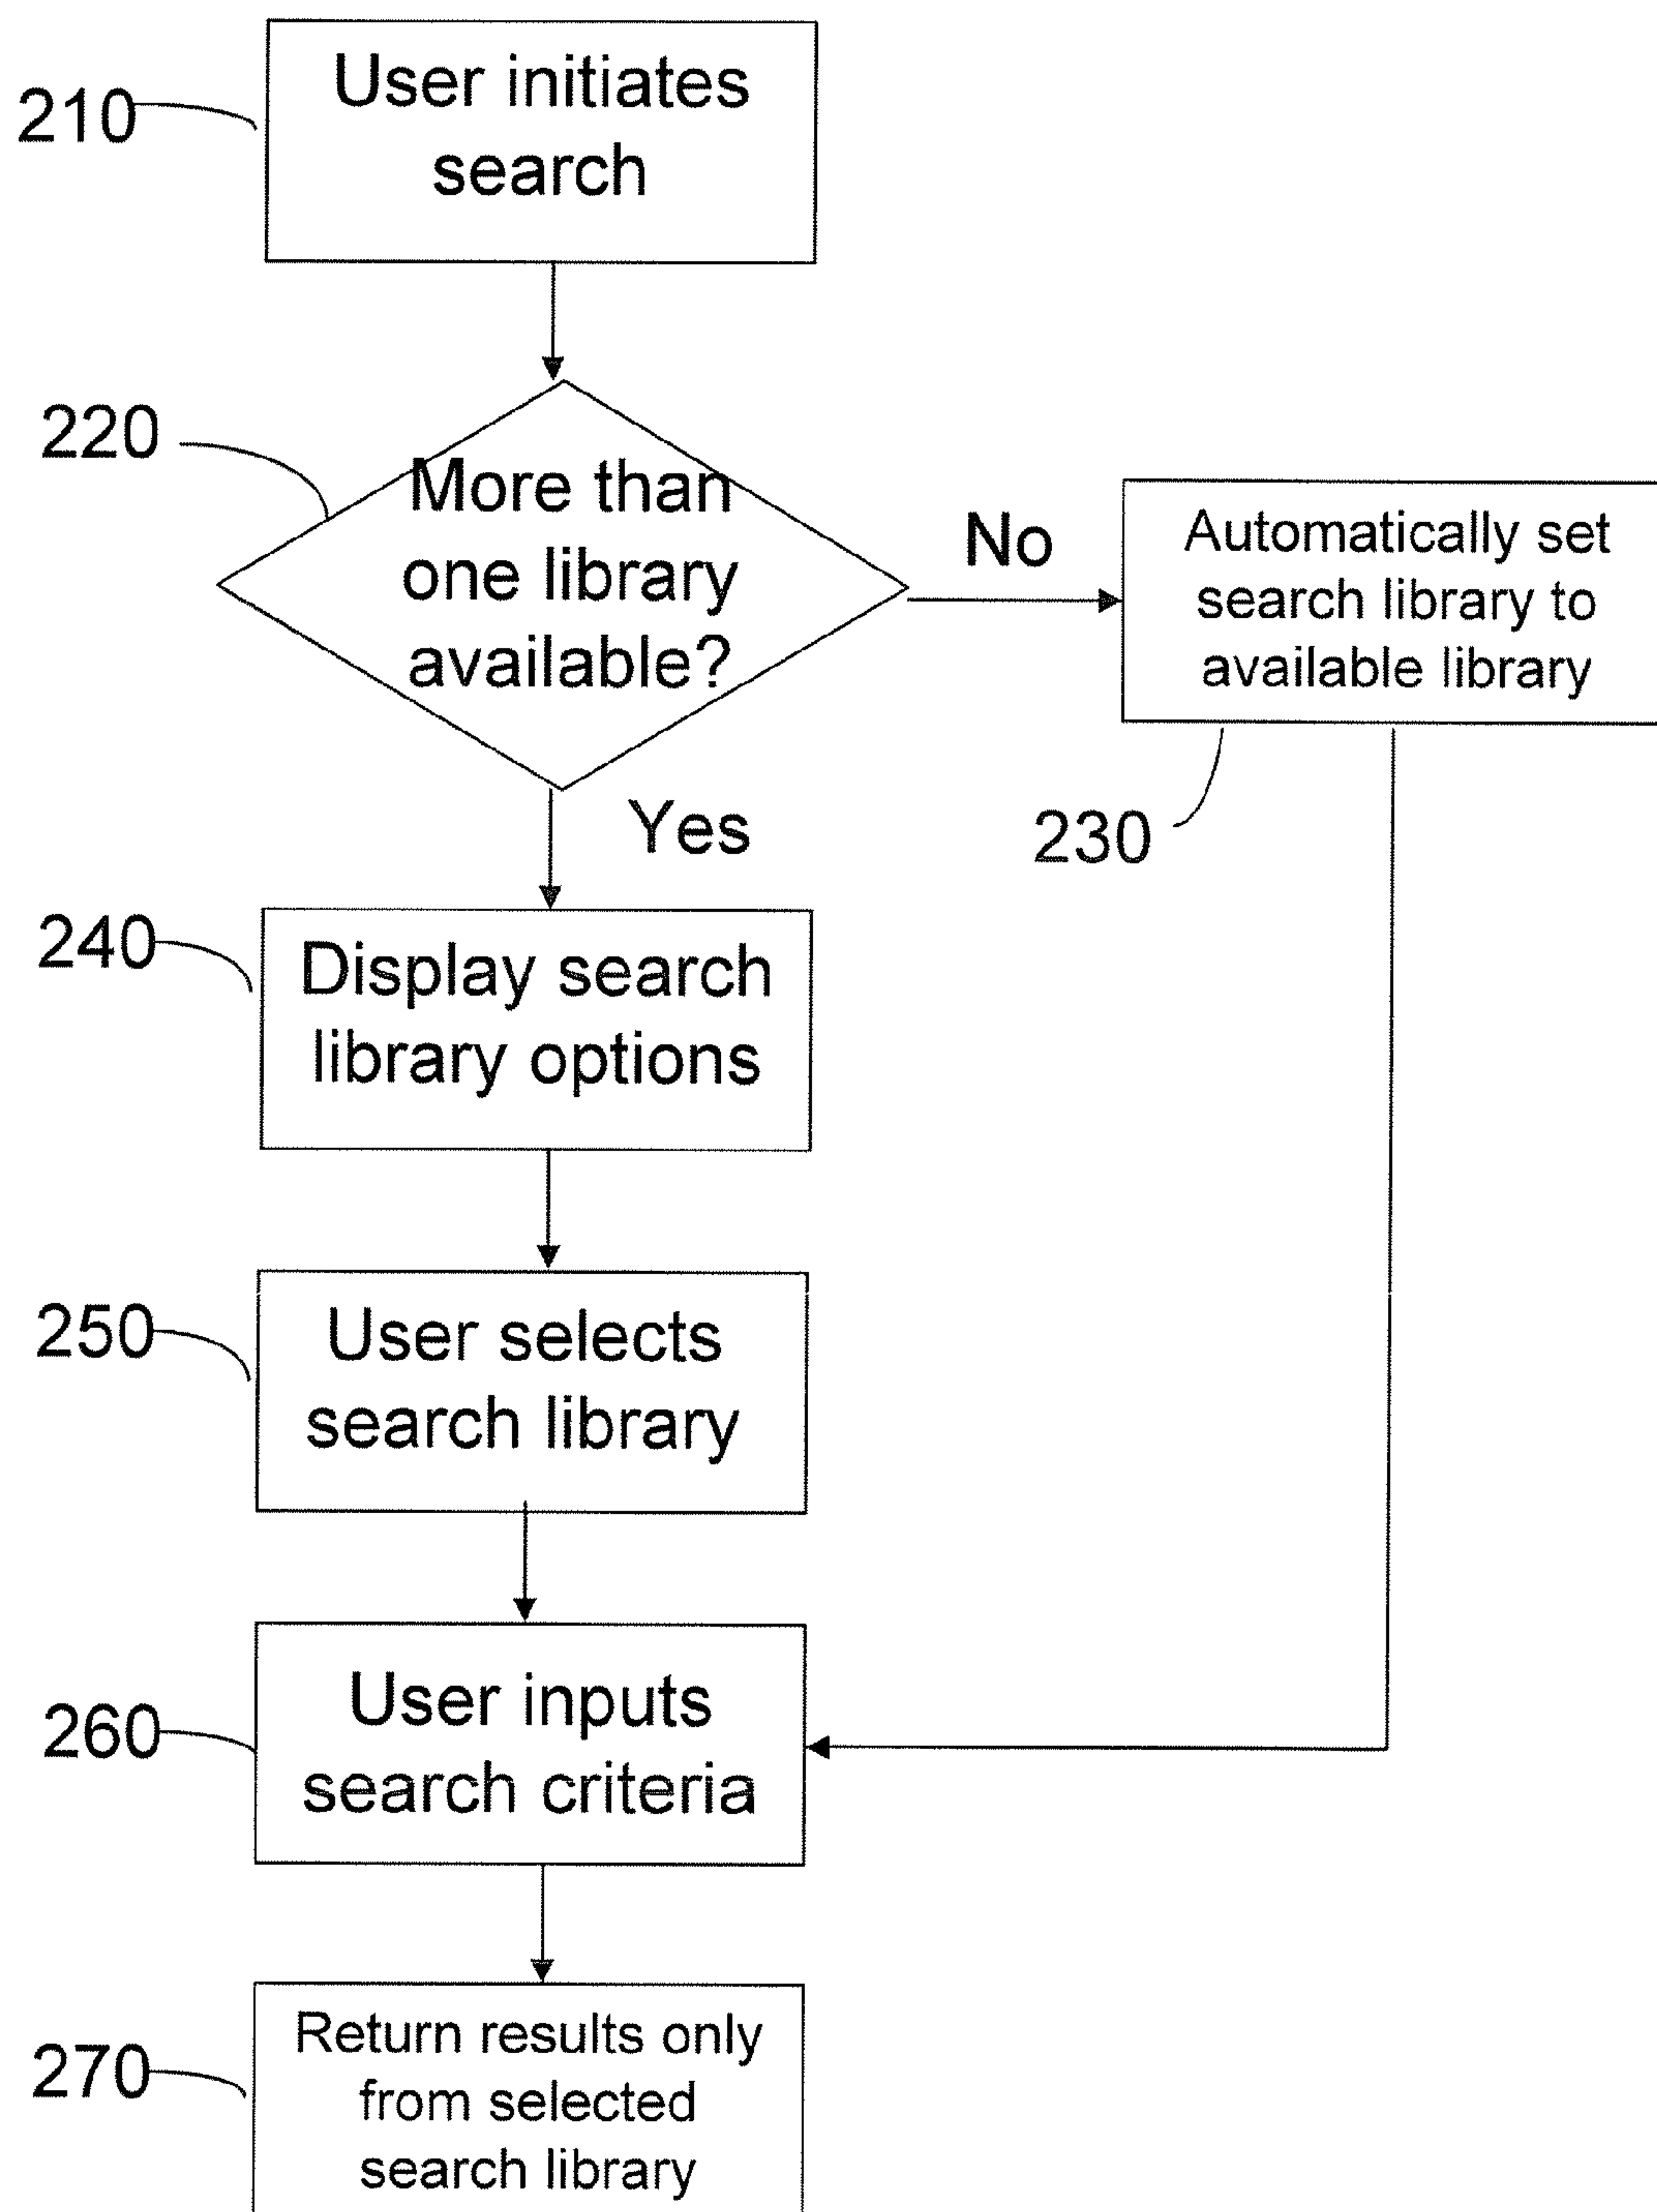 210
User initiates
search
220
More than
one library
available?
No
Automatically set
search library to
available library
230
Yes
240
Display search
library options
250
User selects
search library
260
User inputs
search criteria
270
Return results only
from selected
search library